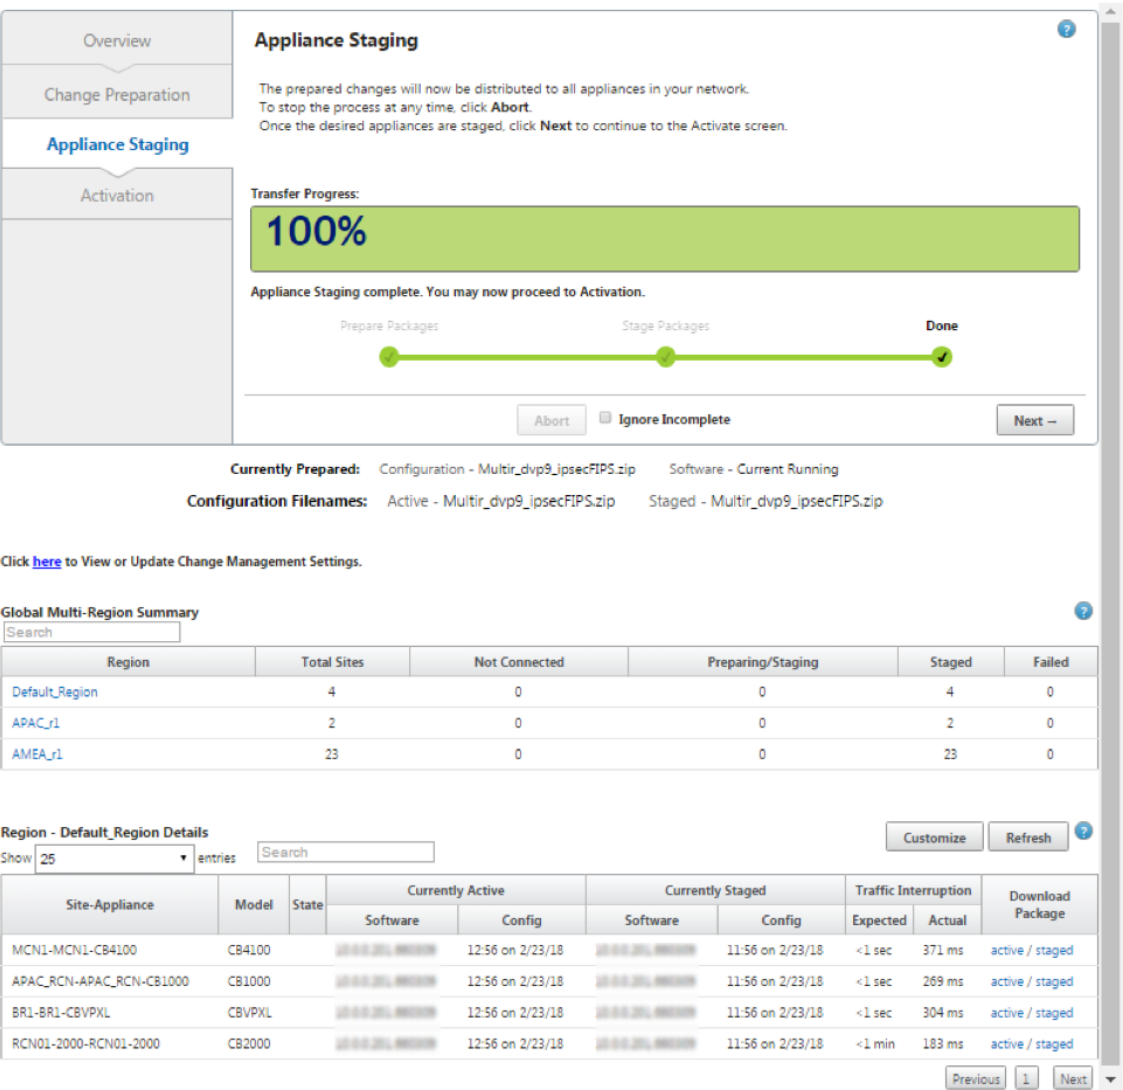 Overview
Change Preparation
Appliance Staging
Activation
Appliance Staging
?
The prepared changes will now be distributed to all appliances in your network.
To stop the process at any time, click Abort.
Once the desired appliances are staged, click Next to continue to the Activate screen.
Transfer Progress:
100%
Appliance Staging complete. You may now proceed to Activation.
Prepare Packages Stage Packages Done
Abort Ignore Incomplete Next →
Currently Prepared: Configuration - Multir_dvp9_ipsecFIPS.zip Software - Current Running
Configuration Filenames: Active - Multir_dvp9_ipsecFIPS.zip Staged - Multir_dvp9_ipsecFIPS.zip
Click here to View or Update Change Management Settings.
Global Multi-Region Summary ?
Search
Region Total Sites Not Connected Preparing/Staging Staged Failed
Default_Region 4 0 0 4 0
APAC_r1 2 0 0 2 0
AMEA_r1 23 0 0 23 0
Region - Default_Region Details Customize Refresh ?
Show 25 entries Search
Site-Appliance Model State Currently Active Currently Staged Traffic Interruption Download Package
Software Config Software Config Expected Actual
MCN1-MCN1-CB4100 CB4100 12:56 on 2/23/18 11:56 on 2/23/18 <1 sec 371 ms active / staged
APAC_RCN-APAC_RCN-CB1000 CB1000 12:56 on 2/23/18 11:56 on 2/23/18 <1 sec 269 ms active / staged
BR1-BR1-CBVPXL CBVPXL 12:56 on 2/23/18 11:56 on 2/23/18 <1 sec 304 ms active / staged
RCN01-2000-RCN01-2000 CB2000 12:56 on 2/23/18 11:56 on 2/23/18 <1 min 183 ms active / staged
Previous 1 Next